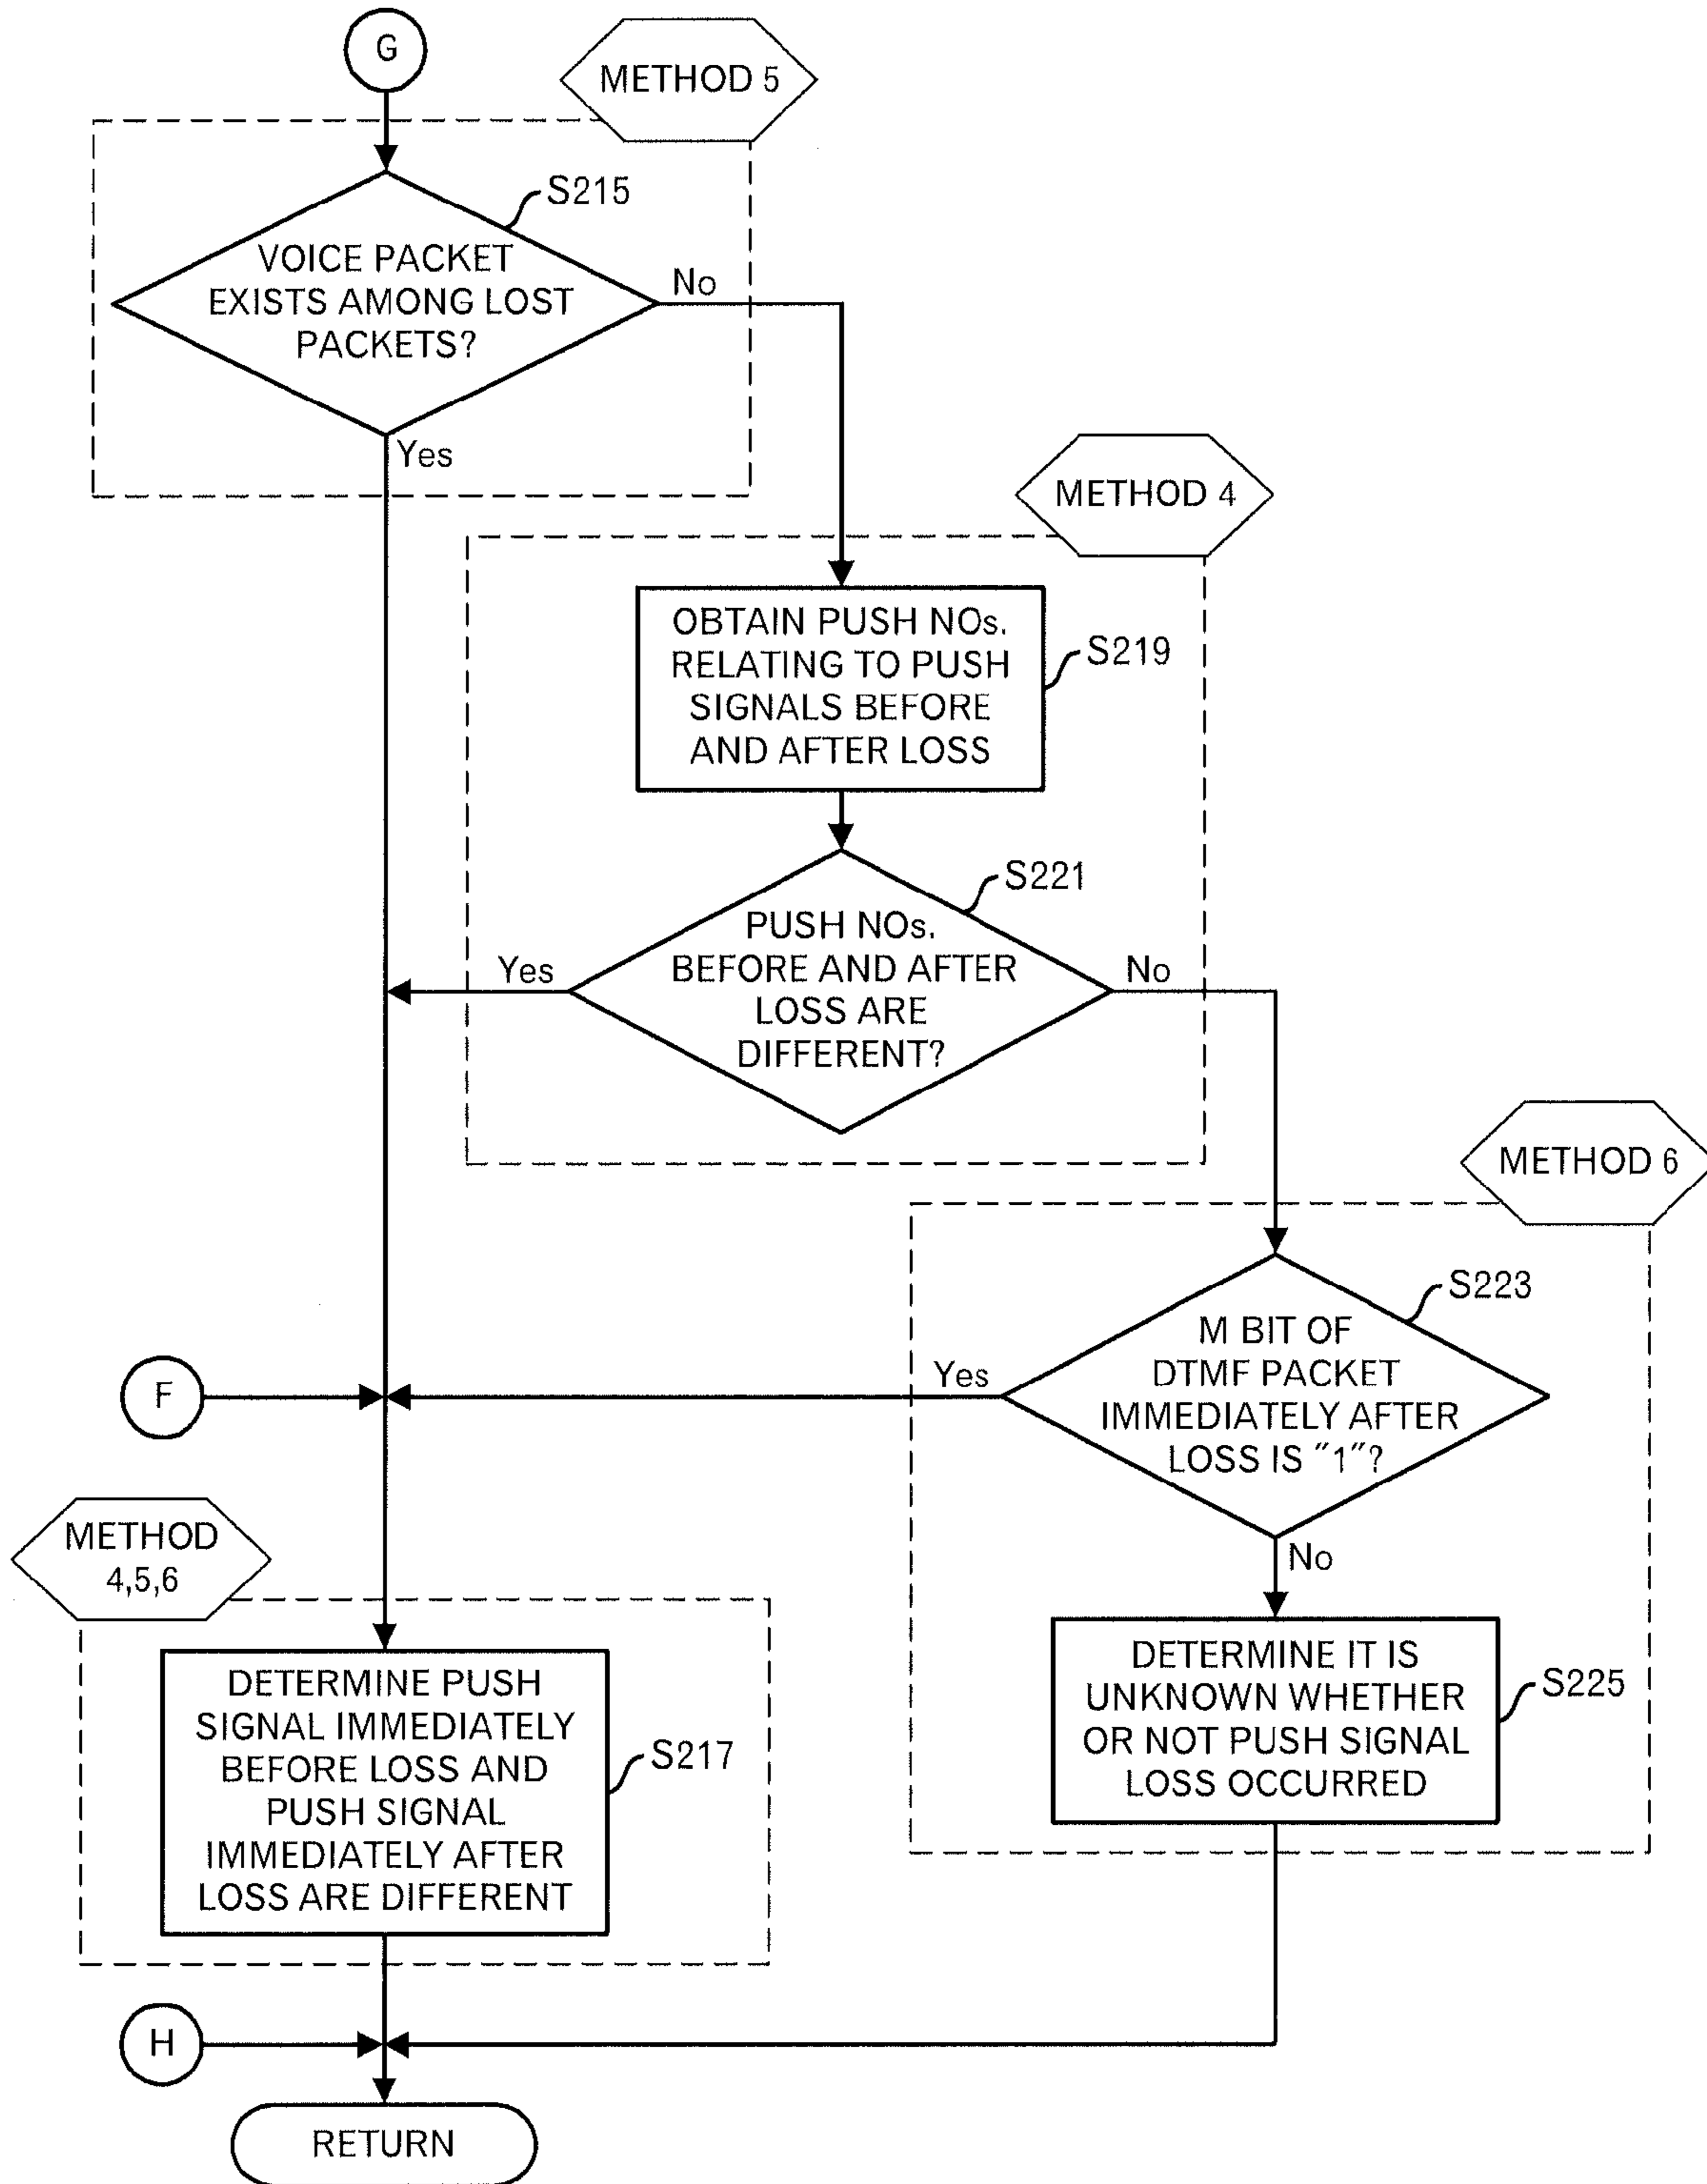 G
METHOD 5
S215
VOICE PACKET
EXISTS AMONG LOST
PACKETS?
No
Yes
METHOD 4
OBTAIN PUSH NOs.
RELATING TO PUSH
SIGNALS BEFORE
AND AFTER LOSS
S219
S221
PUSH NOs.
BEFORE AND AFTER
LOSS ARE
DIFFERENT?
Yes
No
METHOD 6
S223
M BIT OF
DTMF PACKET
IMMEDIATELY AFTER
LOSS IS "1"?
Yes
No
F
METHOD
4,5,6
DETERMINE PUSH
SIGNAL IMMEDIATELY
BEFORE LOSS AND
PUSH SIGNAL
IMMEDIATELY AFTER
LOSS ARE DIFFERENT
S217
DETERMINE IT IS
UNKNOWN WHETHER
OR NOT PUSH SIGNAL
LOSS OCCURRED
S225
H
RETURN